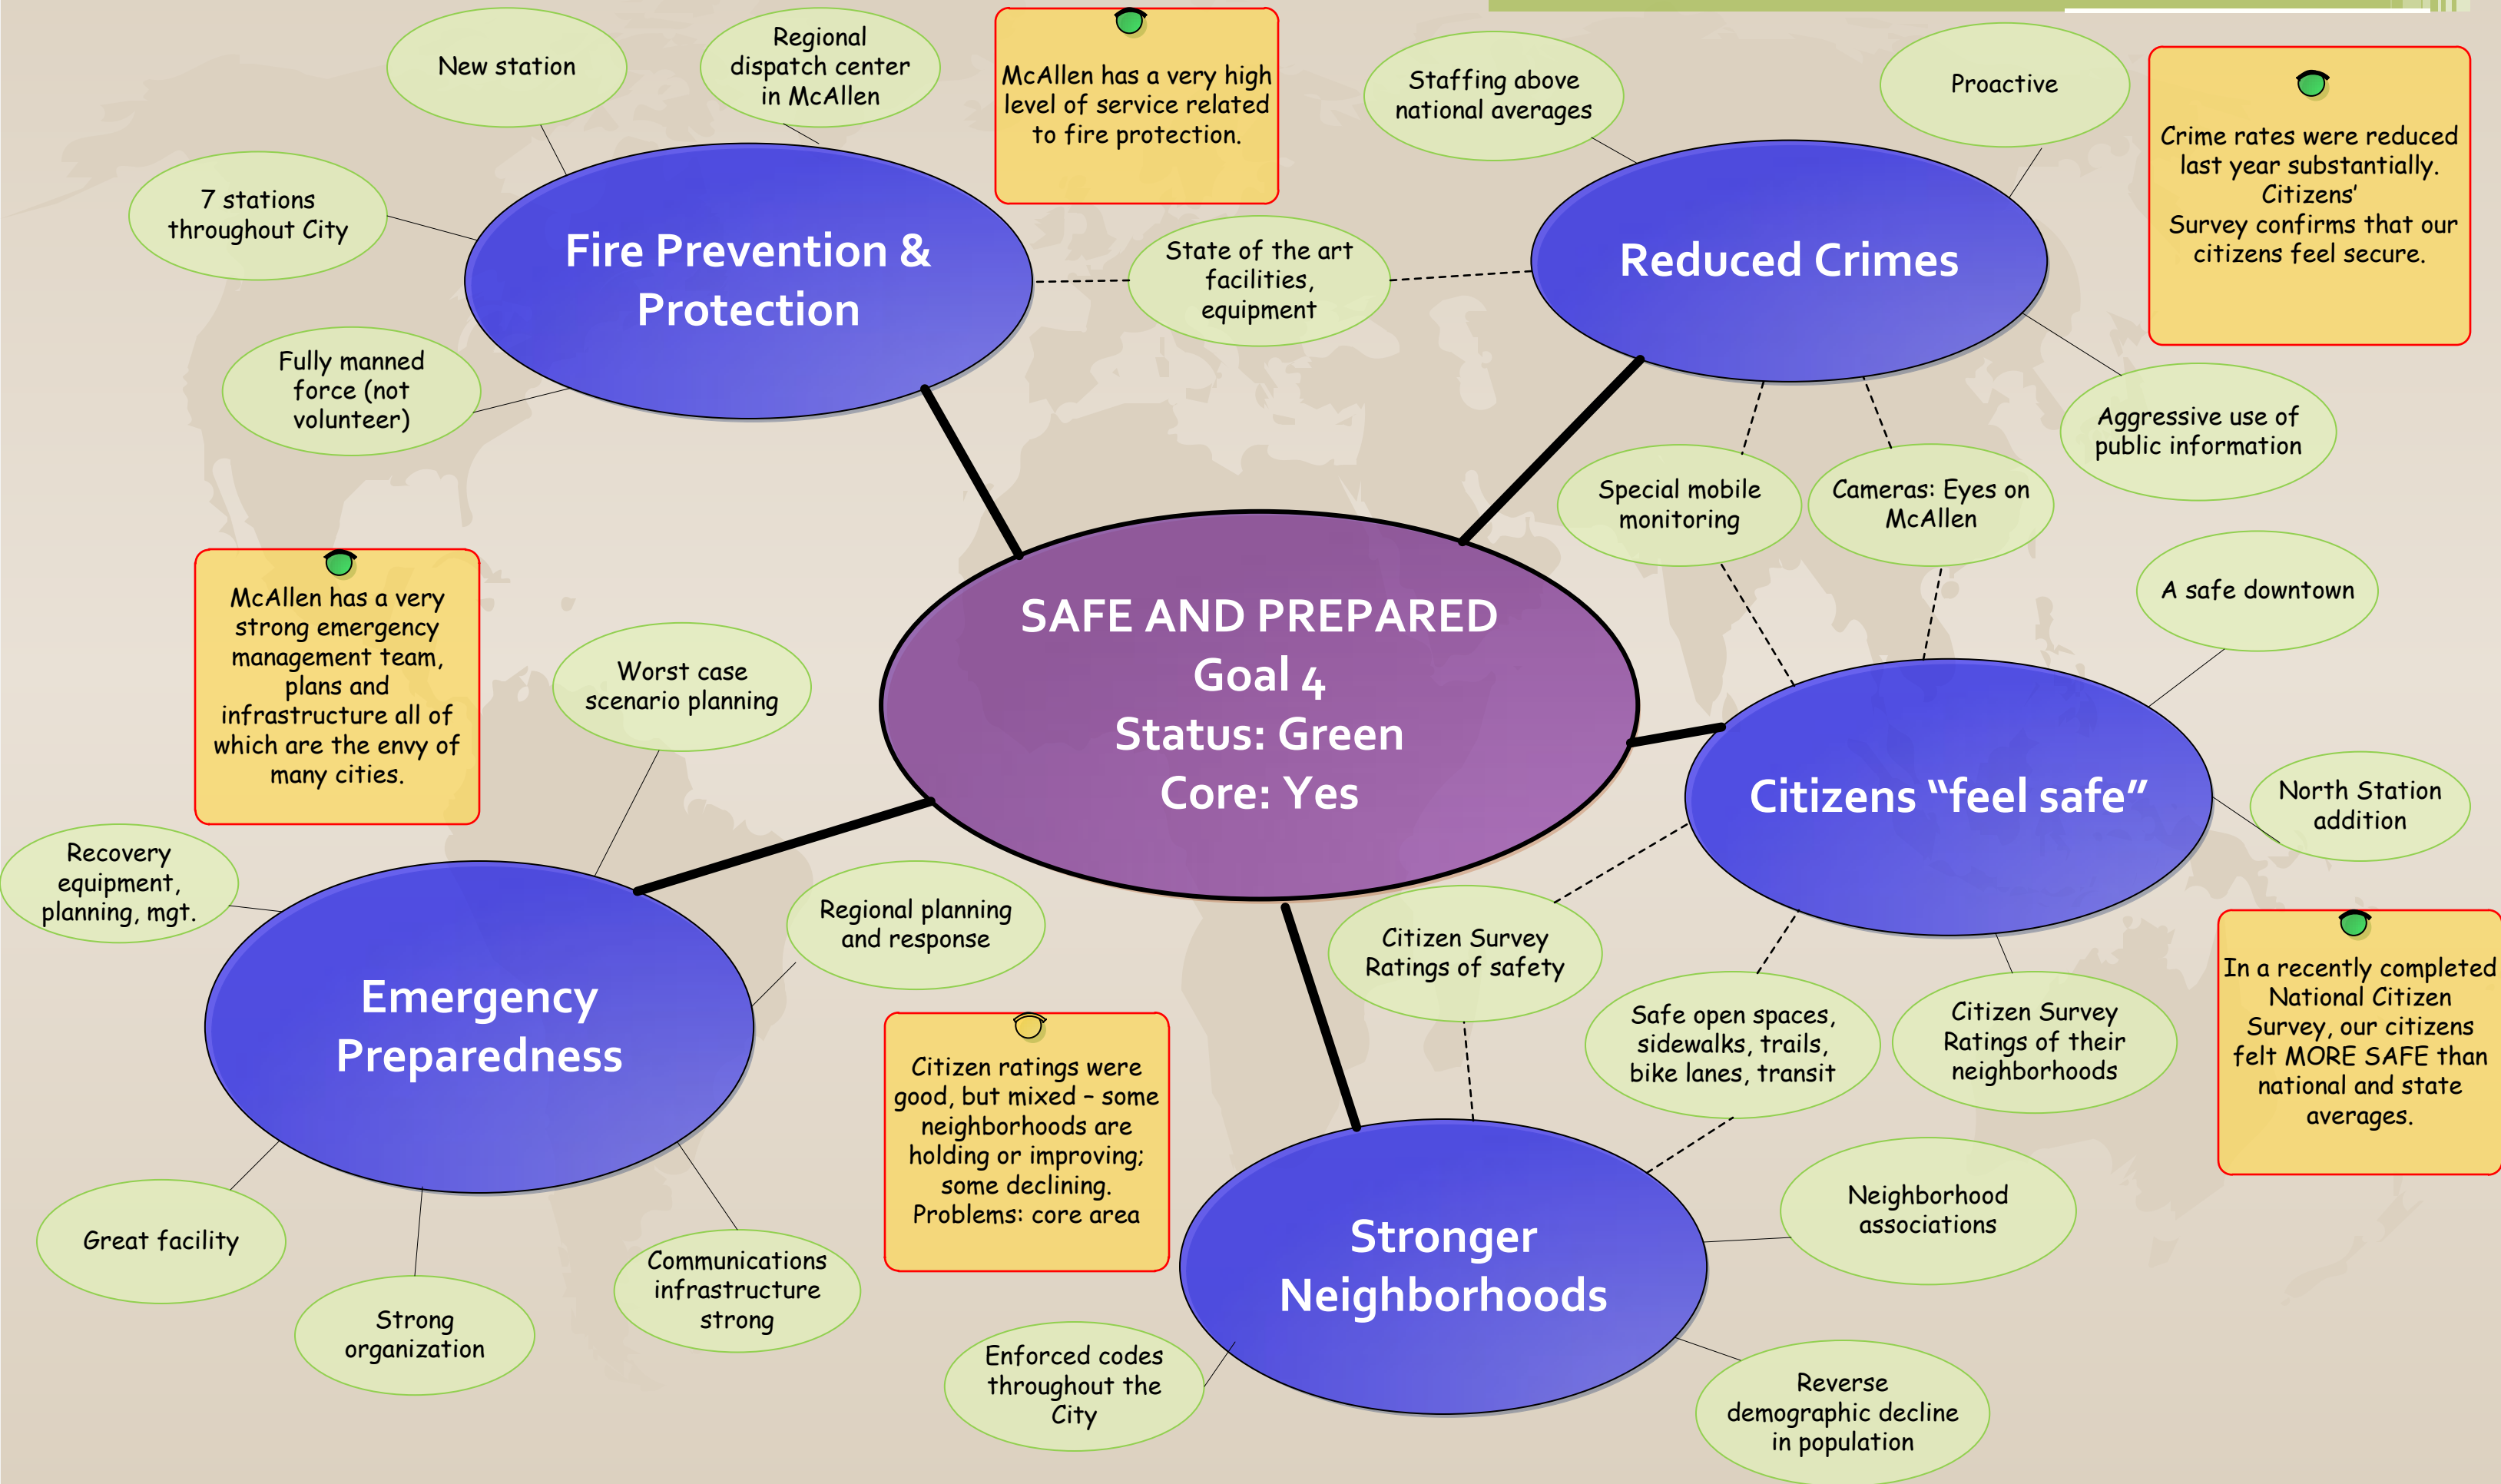 New station
Regional
dispatch center
in McAllen
McAllen has a very high
level of service related
to fire protection.
Staffing above
national averages
Proactive
Crime rates were reduced
last year substantially.
Citizens’
Survey confirms that our
citizens feel secure.
7 stations
throughout City
Fire Prevention &
Protection
State of the art
facilities,
equipment
Reduced Crimes
Fully manned
force (not
volunteer)
Aggressive use of
public information
Special mobile
monitoring
Cameras: Eyes on
McAllen
McAllen has a very
strong emergency
management team,
plans and
infrastructure all of
which are the envy of
many cities.
Worst case
scenario planning
SAFE AND PREPARED
Goal 4
Status: Green
Core: Yes
A safe downtown
Citizens “feel safe”
North Station
addition
Recovery
equipment,
planning, mgt.
Regional planning
and response
Emergency
Preparedness
Citizen Survey
Ratings of safety
Safe open spaces,
sidewalks, trails,
bike lanes, transit
Citizen Survey
Ratings of their
neighborhoods
In a recently completed
National Citizen
Survey, our citizens
felt MORE SAFE than
national and state
averages.
Citizen ratings were
good, but mixed – some
neighborhoods are
holding or improving;
some declining.
Problems: core area
Great facility
Strong
organization
Communications
infrastructure
strong
Stronger
Neighborhoods
Neighborhood
associations
Enforced codes
throughout the
City
Reverse
demographic decline
in population